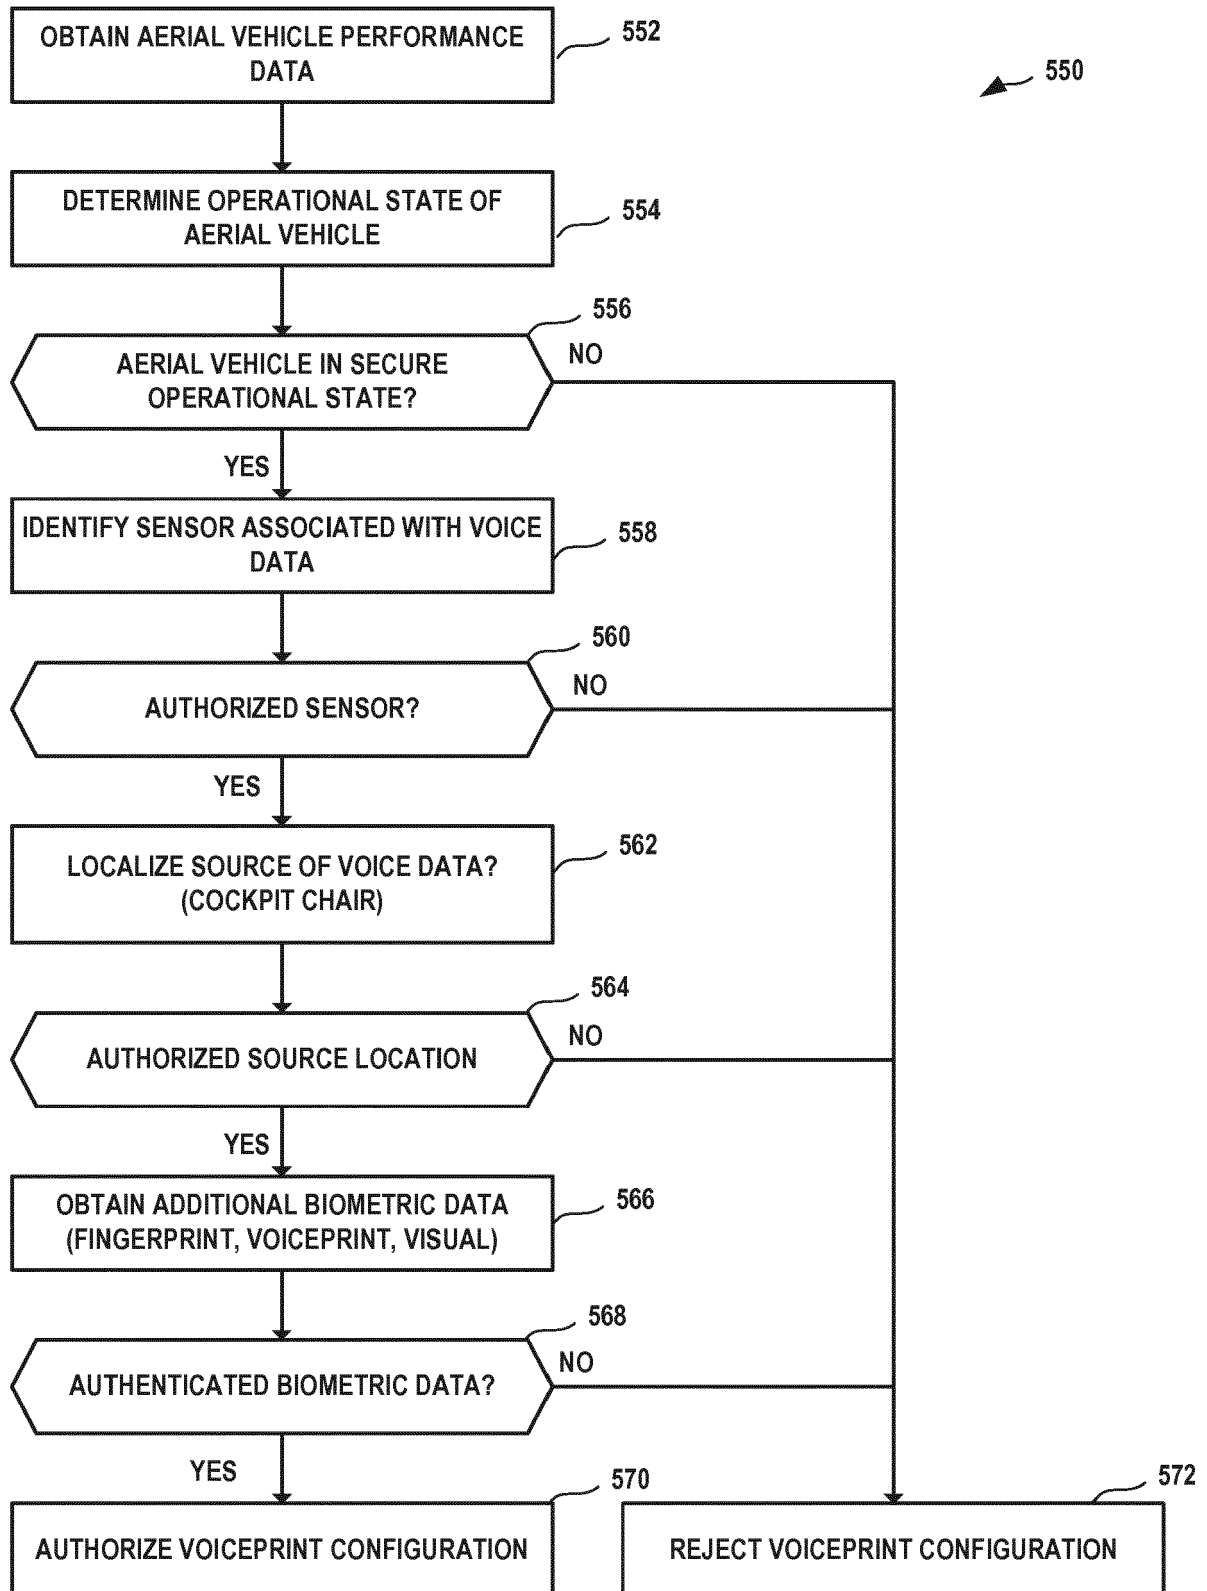 OBTAIN AERIAL VEHICLE PERFORMANCE
DATA
552
550
DETERMINE OPERATIONAL STATE OF
AERIAL VEHICLE
554
556
AERIAL VEHICLE IN SECURE
OPERATIONAL STATE?
NO
YES
IDENTIFY SENSOR ASSOCIATED WITH VOICE
DATA
558
560
AUTHORIZED SENSOR?
NO
YES
LOCALIZE SOURCE OF VOICE DATA?
(COCKPIT CHAIR)
562
564
AUTHORIZED SOURCE LOCATION
NO
YES
OBTAIN ADDITIONAL BIOMETRIC DATA
(FINGERPRINT, VOICEPRINT, VISUAL)
566
568
AUTHENTICATED BIOMETRIC DATA?
NO
YES
570
AUTHORIZE VOICEPRINT CONFIGURATION
572
REJECT VOICEPRINT CONFIGURATION